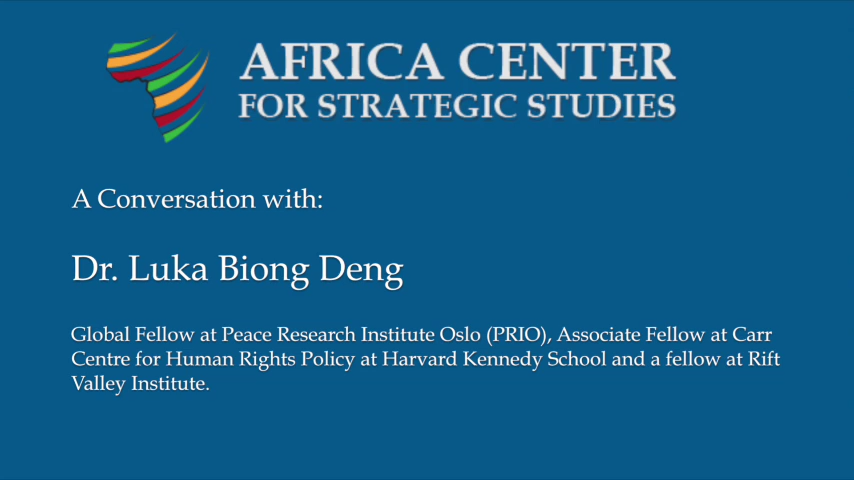 AFRICA CENTER
FOR STRATEGIC STUDIES
A Conversation with:
Dr. Luka Biong Deng
Global Fellow at Peace Research Institute Oslo (PRIO), Associate Fellow at Carr
Centre for Human Rights Policy at Harvard Kennedy School and a fellow at Rift
Valley Institute.